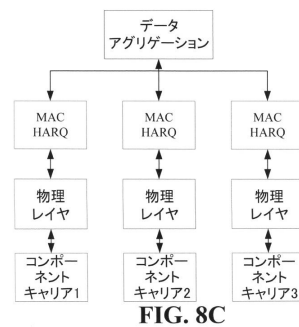 データ
アグリゲーション
MAC
HARQ
MAC
HARQ
MAC
HARQ
物理
レイヤ
物理
レイヤ
物理
レイヤ
コンポー
ネント
キャリア1
コンポー
ネント
キャリア2
コンポー
ネント
キャリア3
FIG. 8C